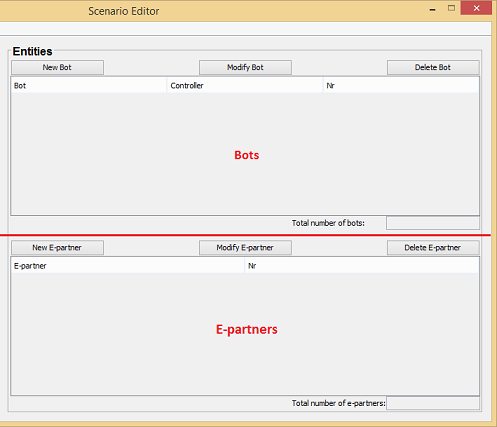 Scenario Editor
Entities
New Bot Modify Bot Delete Bot
Bot Controller Nr
Bots
Total number of bots:
New E-partner Modify E-partner Delete E-partner
E-partner Nr
E-partners
Total number of e-partners: